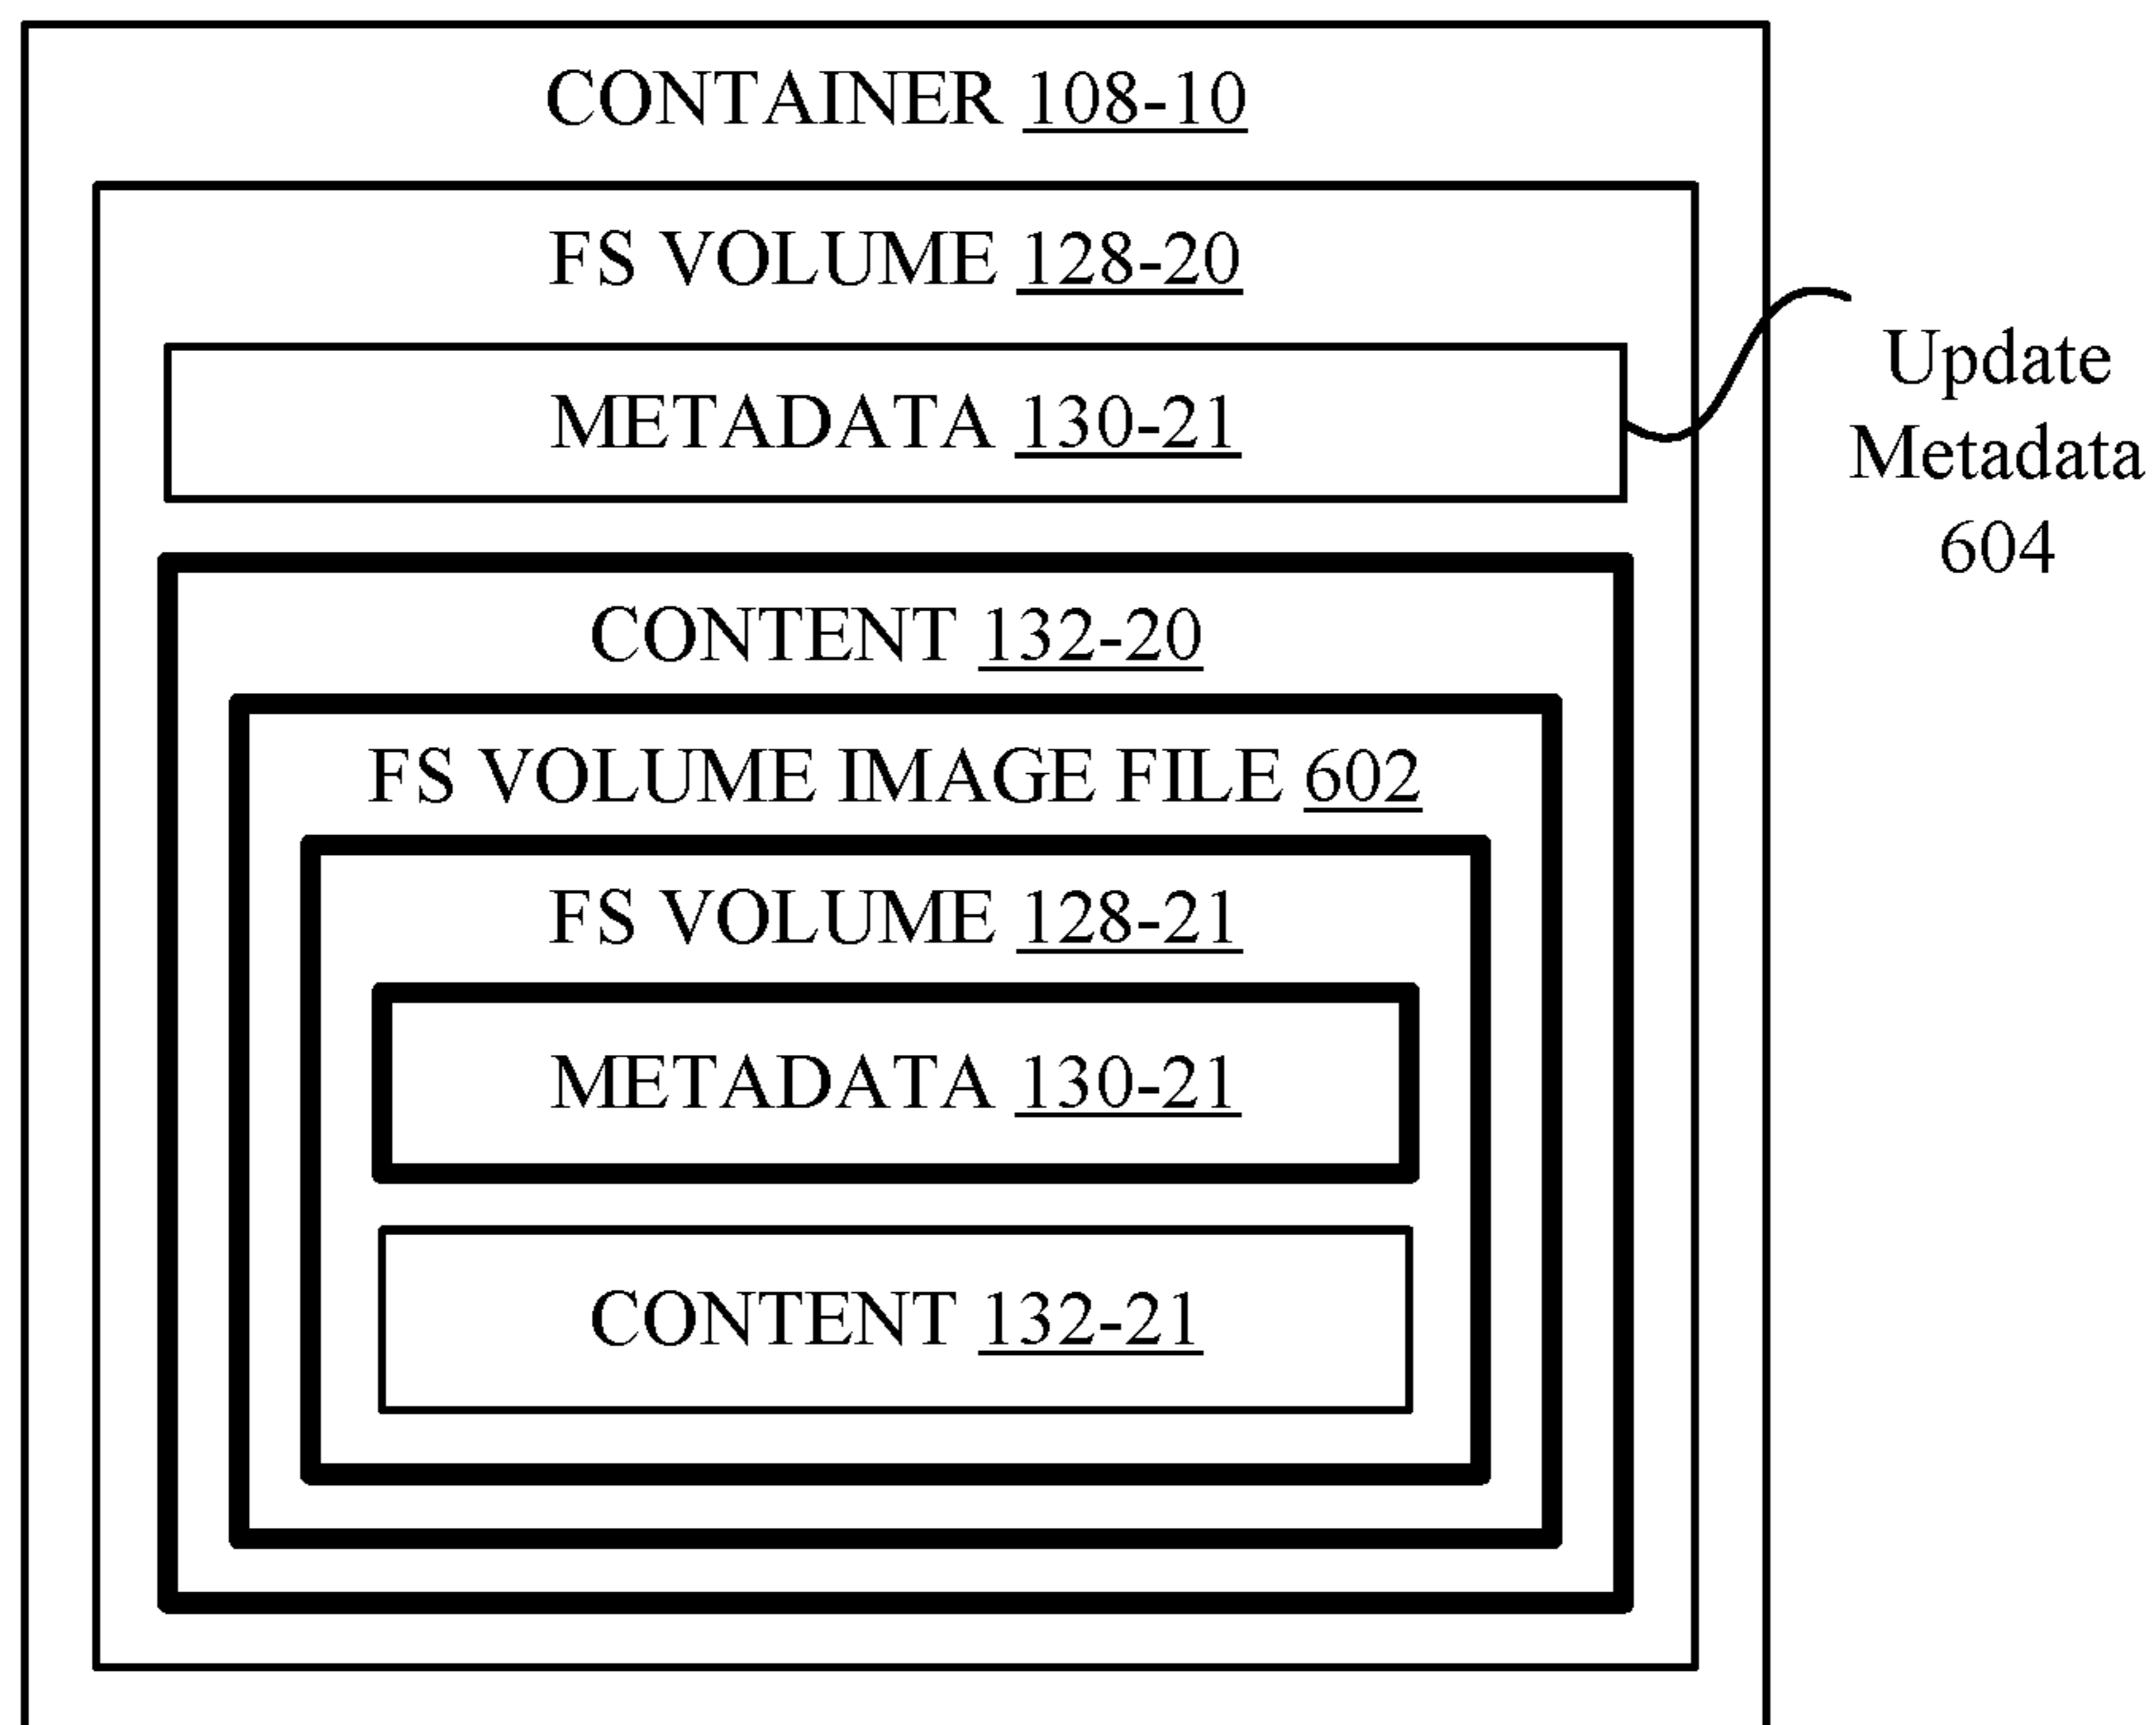 CONTAINER 108-10
FS VOLUME 128-20
METADATA 130-21
Update
Metadata
604
CONTENT 132-20
FS VOLUME IMAGE FILE 602
FS VOLUME 128-21
METADATA 130-21
CONTENT 132-21